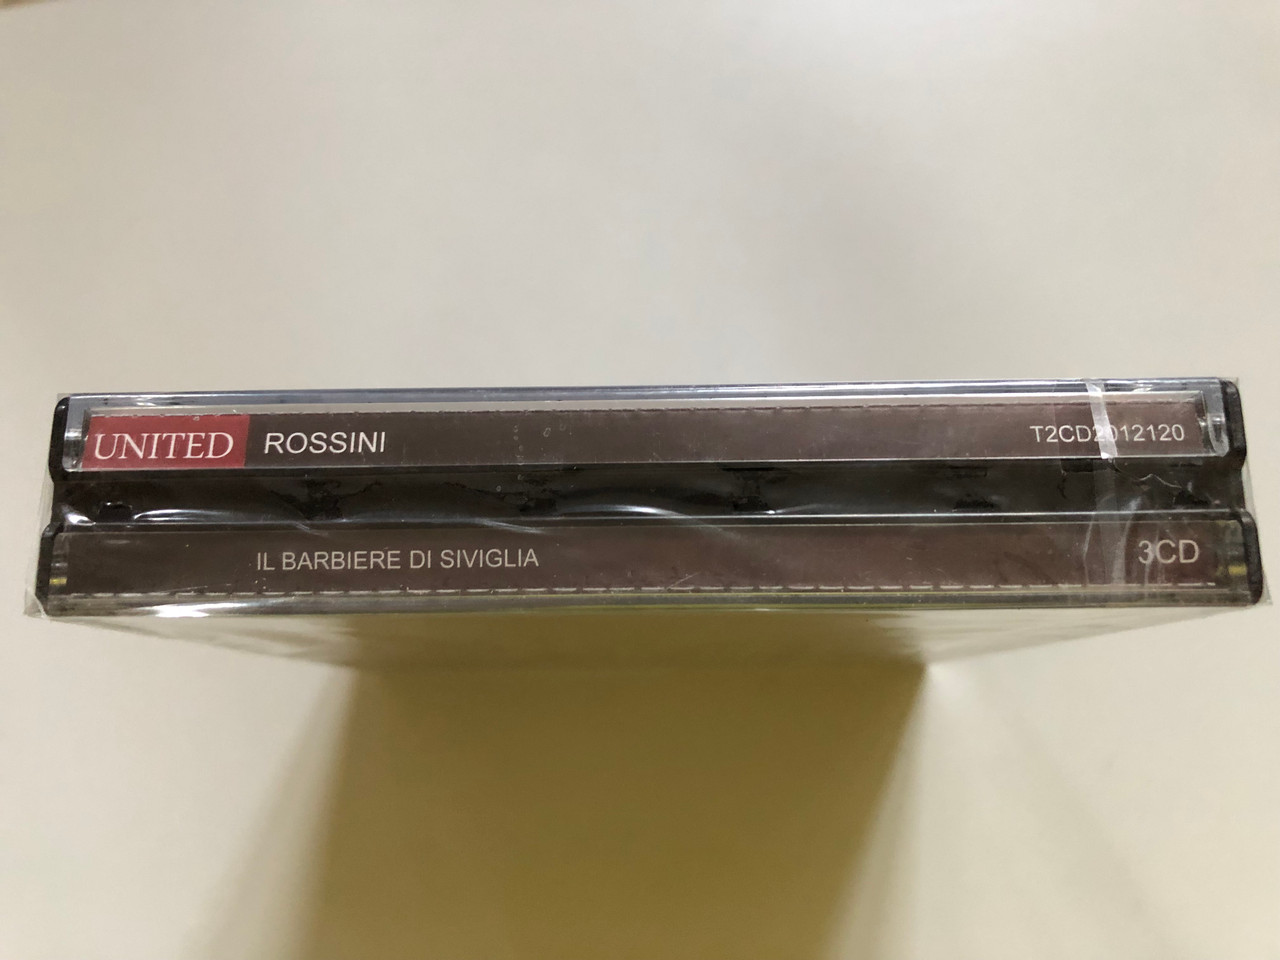 UNITED ROSSINI T2CD2012120
IL BARBIERE DI SIVIGLIA 3CD